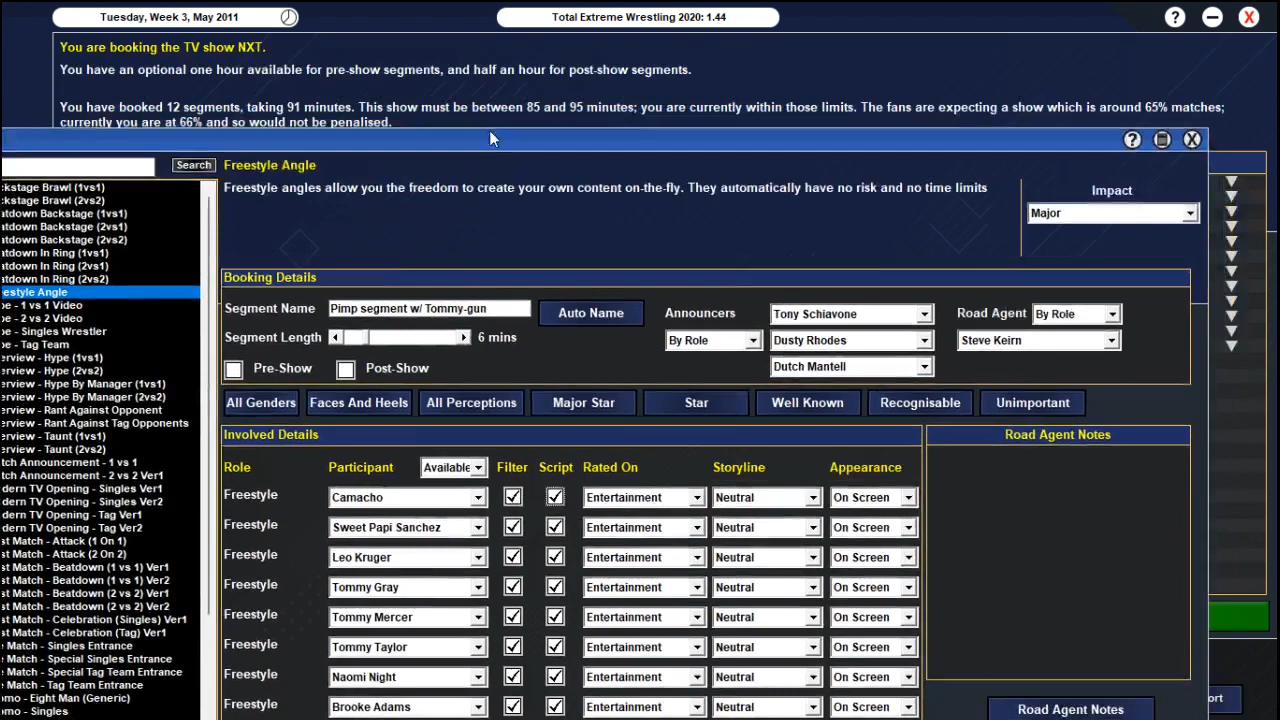 Tuesday, Week 3, May 2011
Total Extreme Wrestling 2020: 1.44
?
X
You are booking the TV show NXT.
You have an optional one hour available for pre-show segments, and half an hour for post-show segments.
You have booked 12 segments, taking 91 minutes. This show must be between 85 and 95 minutes; you are currently within those limits. The fans are expecting a show which is around 65% matches;
currently you are at 66% and so would not be penalised.
?
X
Search
Freestyle Angle
Freestyle angles allow you the freedom to create your own content on-the-fly. They automatically have no risk and no time limits
Impact
Major
ckstage Brawl (1vs1)
ckstage Brawl (2vs2)
atdown Backstage (1vs1)
atdown Backstage (2vs2)
atdown In Ring (1vs1)
atdown In Ring (1vs2)
atdown In Ring (2vs2)
estyle Angle
pe - 1 vs 1 Video
pe - 2 vs 2 Video
pe - Singles Wrestler
pe - Tag Team
erview - Hype (1vs1)
erview - Hype (2vs2)
erview - Hype By Manager (1vs1)
erview - Hype By Manager (2vs2)
erview - Rant Against Opponent
erview - Rant Against Tag Opponents
erview - Taunt (1vs1)
erview - Taunt (2vs2)
tch Announcement - 1 vs 1
tch Announcement - 2 vs 2 Ver1
dern TV Opening - Singles Ver1
dern TV Opening - Singles Ver2
dern TV Opening - Tag Ver1
dern TV Opening - Tag Ver2
st Match - Attack (1 On 1)
st Match - Attack (2 On 2)
st Match - Beatdown (1 vs 1) Ver1
st Match - Beatdown (1 vs 1) Ver2
st Match - Beatdown (2 vs 2) Ver1
st Match - Beatdown (2 vs 2) Ver2
st Match - Celebration (Singles) Ver1
st Match - Celebration (Tag) Ver1
e Match - Singles Entrance
e Match - Special Singles Entrance
e Match - Special Tag Team Entrance
e Match - Tag Team Entrance
omo - Eight Man (Generic)
omo - Singles
Booking Details
Segment Name
Pimp segment w/ Tommy-gun
Auto Name
Announcers
Tony Schiavone
Road Agent
By Role
Segment Length
6 mins
By Role
Dusty Rhodes
Steve Keirn
Pre-Show
Post-Show
Dutch Mantell
All Genders
Faces And Heels
All Perceptions
Major Star
Star
Well Known
Recognisable
Unimportant
Involved Details
Road Agent Notes
Role
Participant
Available
Filter
Script
Rated On
Storyline
Appearance
Freestyle Camacho Entertainment Neutral On Screen
Freestyle Sweet Papi Sanchez Entertainment Neutral On Screen
Freestyle Leo Kruger Entertainment Neutral On Screen
Freestyle Tommy Gray Entertainment Neutral On Screen
Freestyle Tommy Mercer Entertainment Neutral On Screen
Freestyle Tommy Taylor Entertainment Neutral On Screen
Freestyle Naomi Night Entertainment Neutral On Screen
Freestyle Brooke Adams Entertainment Neutral On Screen
Road Agent Notes
ort